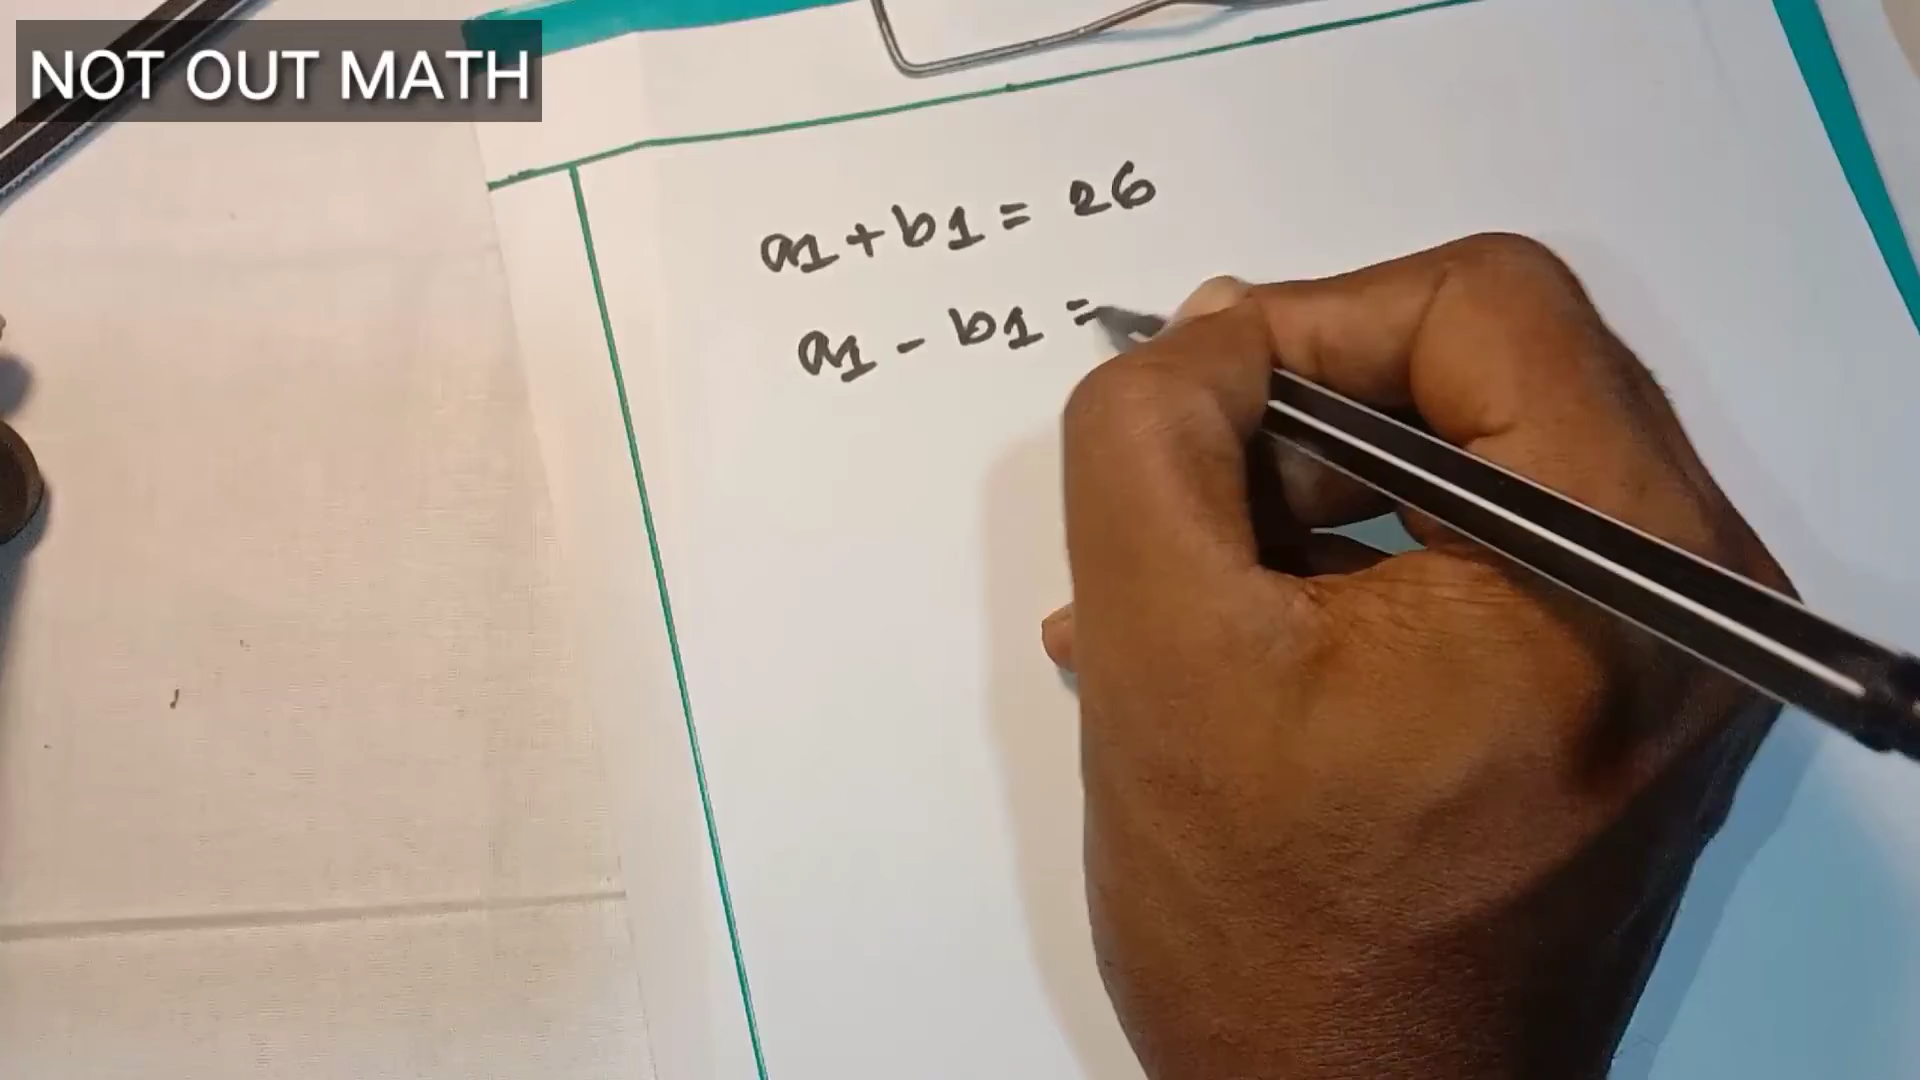 NOT OUT MATH
a1+b1 = 26
a1 - b1 =